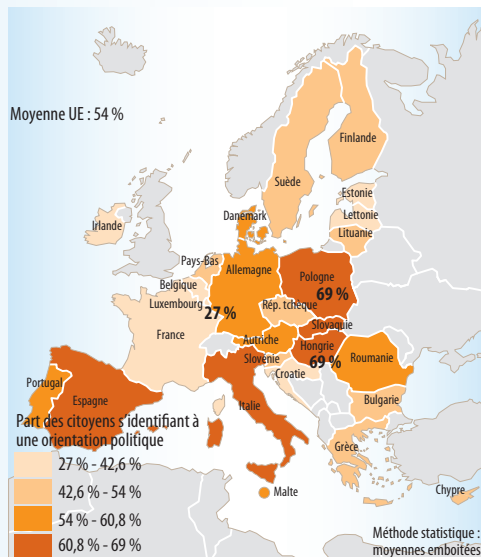 Moyenne UE : 54 %
Finlande
Suède
Estonie
Lettonie
Lituanie
Irlande
Danemark
Pays-Bas
Allemagne
Pologne
69 %
Belgique
Luxembourg
27 %
Rép. tchèque
Slovaquie
France
Autriche
Hongrie
69 %
Slovénie
Roumanie
Croatie
Portugal
Espagne
Italie
Bulgarie
Grèce
Malte
Chypre
Part des citoyens s'identifiant à
une orientation politique
27 % - 42,6 %
42,6 % - 54 %
54 % - 60,8 %
60,8 % - 69 %
Méthode statistique :
moyennes emboitées